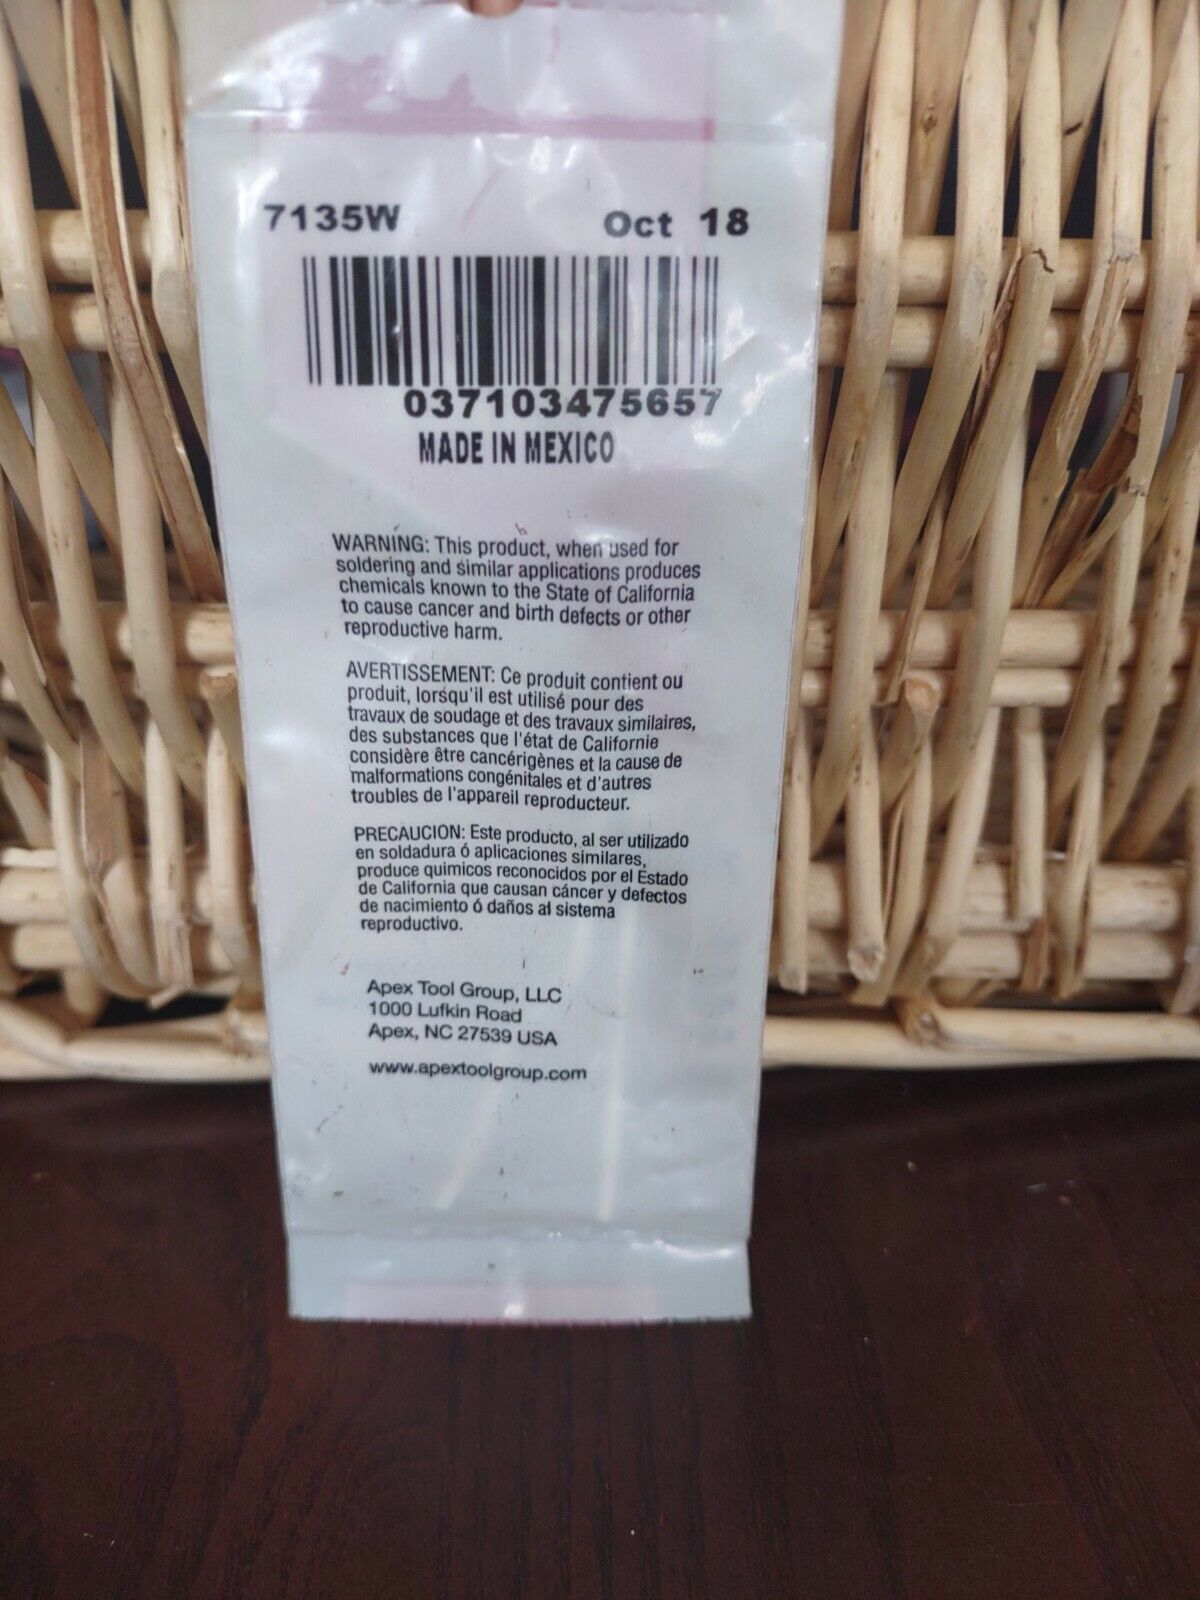 7135W Oct 18
037103475657
MADE IN MEXICO
WARNING: This product, when used for
soldering and similar applications produces
chemicals known to the State of California
to cause cancer and birth defects or other
reproductive harm.
AVERTISSEMENT: Ce produit contient ou
produit, lorsqu'il est utilisé pour des
travaux de soudage et des travaux similaires,
des substances que l'état de Californie
considère être cancérigènes et la cause de
malformations congénitales et d'autres
troubles de l'appareil reproducteur.
PRECAUCION: Este producto, al ser utilizado
en soldadura ó aplicaciones similares,
produce quimicos reconocidos por el Estado
de California que causan cáncer y defectos
de nacimiento ó daños al sistema
reproductivo.
Apex Tool Group, LLC
1000 Lufkin Road
Apex, NC 27539 USA
www.apextoolgroup.com